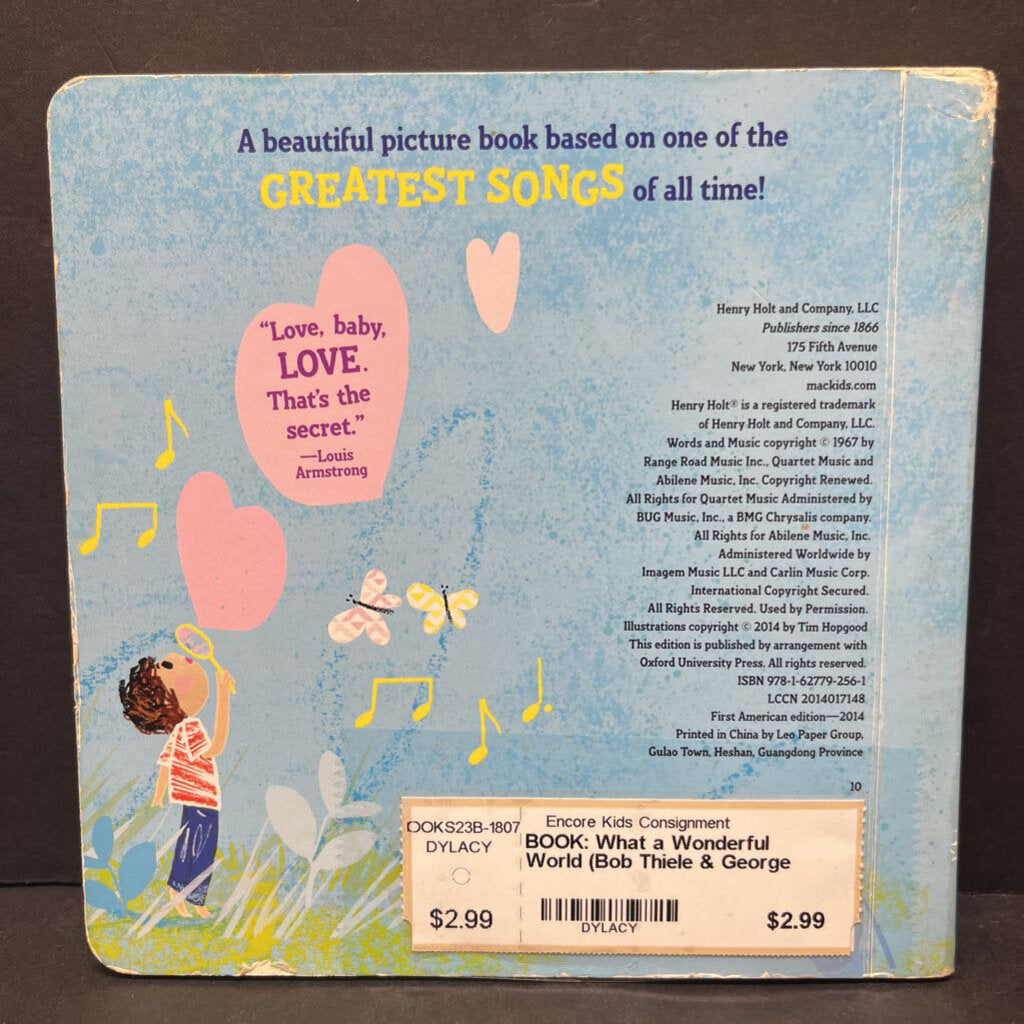 A beautiful picture book based on one of the
GREATEST SONGS of all time!
“Love, baby,
LOVE.
That’s the
secret.”
—Louis
Armstrong
Henry Holt and Company, LLC
Publishers since 1866
175 Fifth Avenue
New York, New York 10010
mackids.com
Henry Holt® is a registered trademark
of Henry Holt and Company, LLC.
Words and Music copyright © 1967 by
Range Road Music Inc., Quartet Music and
Abilene Music, Inc. Copyright Renewed.
All Rights for Quartet Music Administered by
BUG Music, Inc., a BMG Chrysalis company.
All Rights for Abilene Music, Inc.
Administered Worldwide by
Imagem Music LLC and Carlin Music Corp.
International Copyright Secured.
All Rights Reserved. Used by Permission.
Illustrations copyright © 2014 by Tim Hopgood
This edition is published by arrangement with
Oxford University Press. All rights reserved.
ISBN 978-1-62779-256-1
LCCN 2014017148
First American edition—2014
Printed in China by Leo Paper Group,
Gulao Town, Heshan, Guangdong Province
10
OOKS23B-1807
DYLACY
$2.99
Encore Kids Consignment
BOOK: What a Wonderful
World (Bob Thiele & George
DYLACY
$2.99